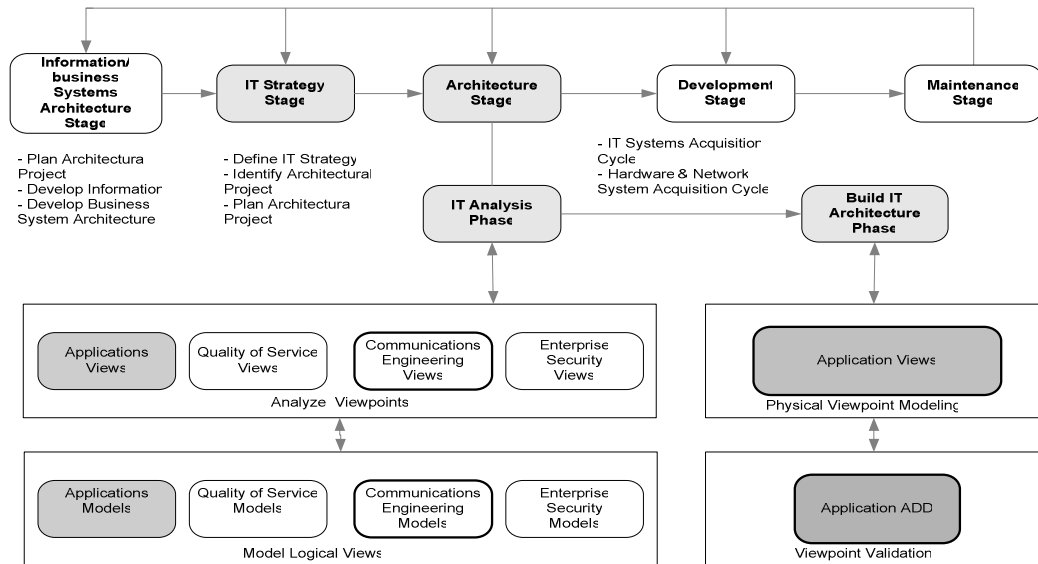 Information/
business
Systems
Architecture
Stage
IT Strategy
Stage
Architecture
Stage
Development
Stage
Maintenance
Stage
- Plan Architectura
Project
- Develop Information
- Develop Business
System Architecture
- Define IT Strategy
- Identify Architectural
Project
- Plan Architectura
Project
- IT Systems Acquisition
Cycle
- Hardware & Network
System Acquisition Cycle
IT Analysis
Phase
Build IT
Architecture
Phase
Applications
Views
Quality of Service
Views
Communications
Engineering
Views
Enterprise
Security
Views
Analyze Viewpoints
Application Views
Physical Viewpoint Modeling
Applications
Models
Quality of Service
Models
Communications
Engineering
Models
Enterprise
Security
Models
Model Logical Views
Application ADD
Viewpoint Validation